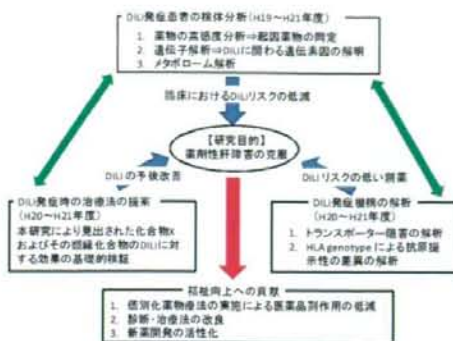 DILI発症患者の検体分析(H19～H21年度)
1. 薬物の高感度分析⇒起因薬物の同定
2. 遺伝子解析⇒DILIに関わる遺伝素因の解明
3. メタボローム解析
臨床におけるDILIリスクの低減
【研究目的】
薬剤性肝障害の克服
DILIの予後改善
DILIリスクの低い創薬
DILI発症時の治療法の提案
(H20～H21年度)
本研究により見出された化合物X
およびその類縁化合物のDILIに対
する効果の基礎的検証
DILI発症機構の解析
(H20～H21年度)
1. トランスポーター阻害の解析
2. HLA genotypeによる抗原提
示性の差異の解析
福祉向上への貢献
1. 個別化薬物療法の実施による医薬品副作用の低減
2. 診断・治療法の改良
3. 新薬開発の活性化